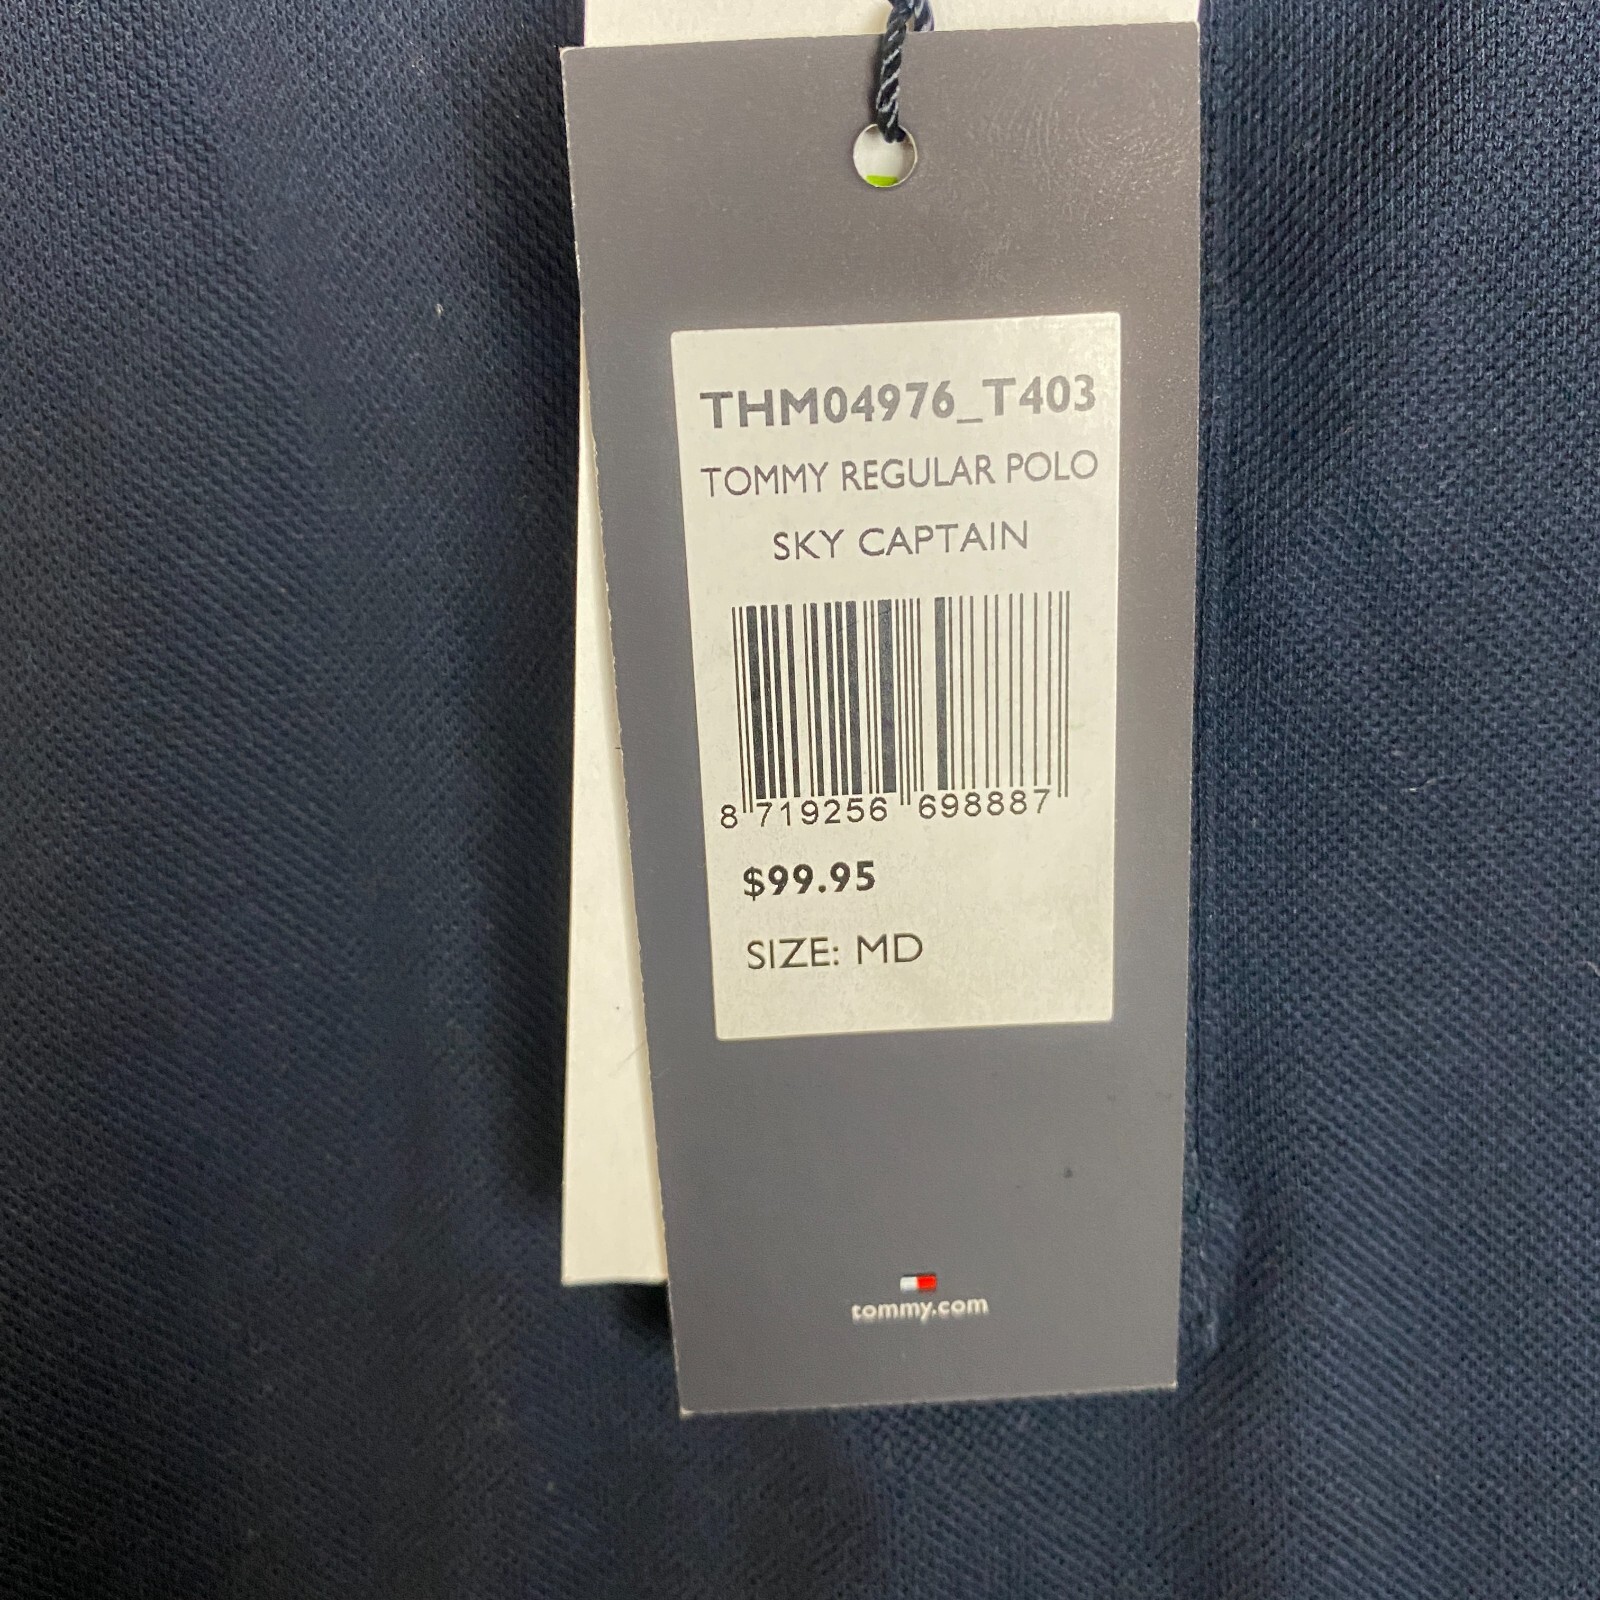 THM04976_T403
TOMMY REGULAR POLO
SKY CAPTAIN
8 719256 698887
$99.95
SIZE: MD
tommy.com